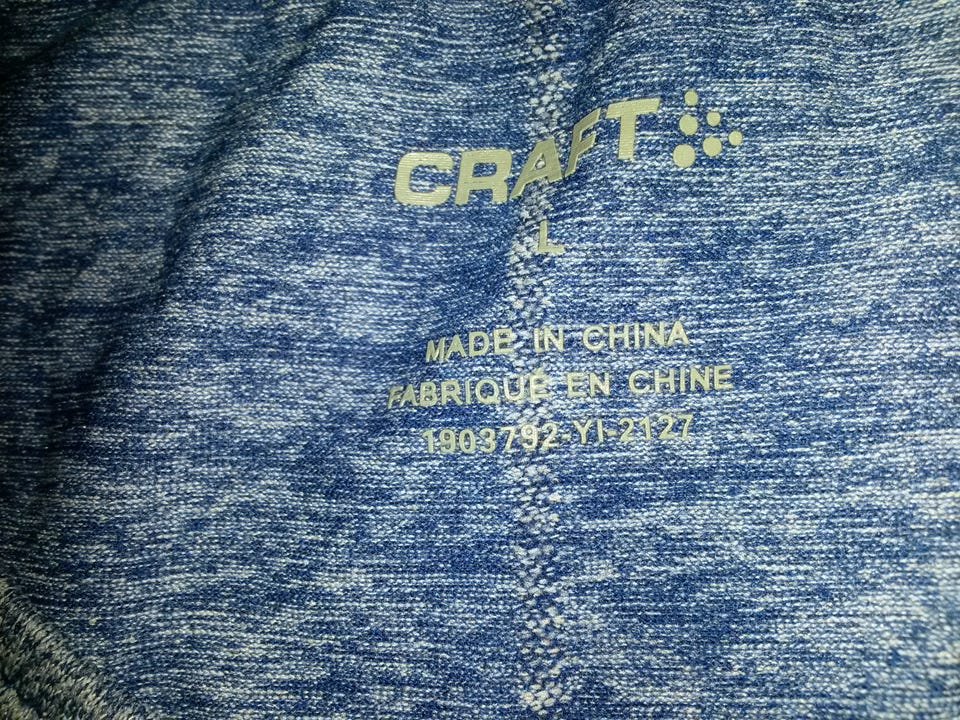 CRAFT
L
MADE IN CHINA
FABRIQUÉ EN CHINE
1903792-YI-2127